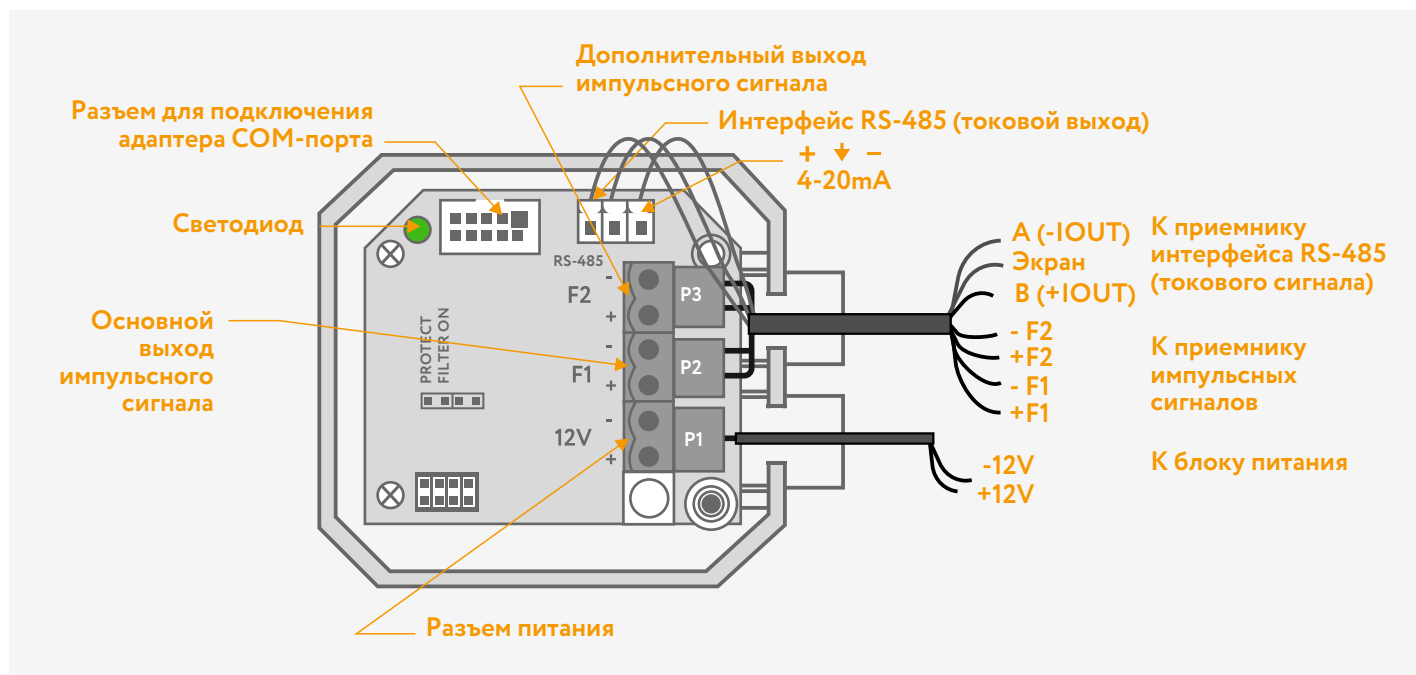 Дополнительный выход
импульсного сигнала
Разъем для подключения
адаптера COM-порта
Интерфейс RS-485 (токовой выход)
+ −
4-20mA
Светодиод
RS-485
-
F2
+
P3
Основной
выход
импульсного
сигнала
PROTECT
FILTER ON
-
F1
+
P2
-
12V
+
P1
Разъем питания
A (-IOUT)
Экран
B (+IOUT)
К приемнику
интерфейса RS-485
(токового сигнала)
- F2
+F2
- F1
+F1
К приемнику
импульсных
сигналов
-12V
+12V
К блоку питания